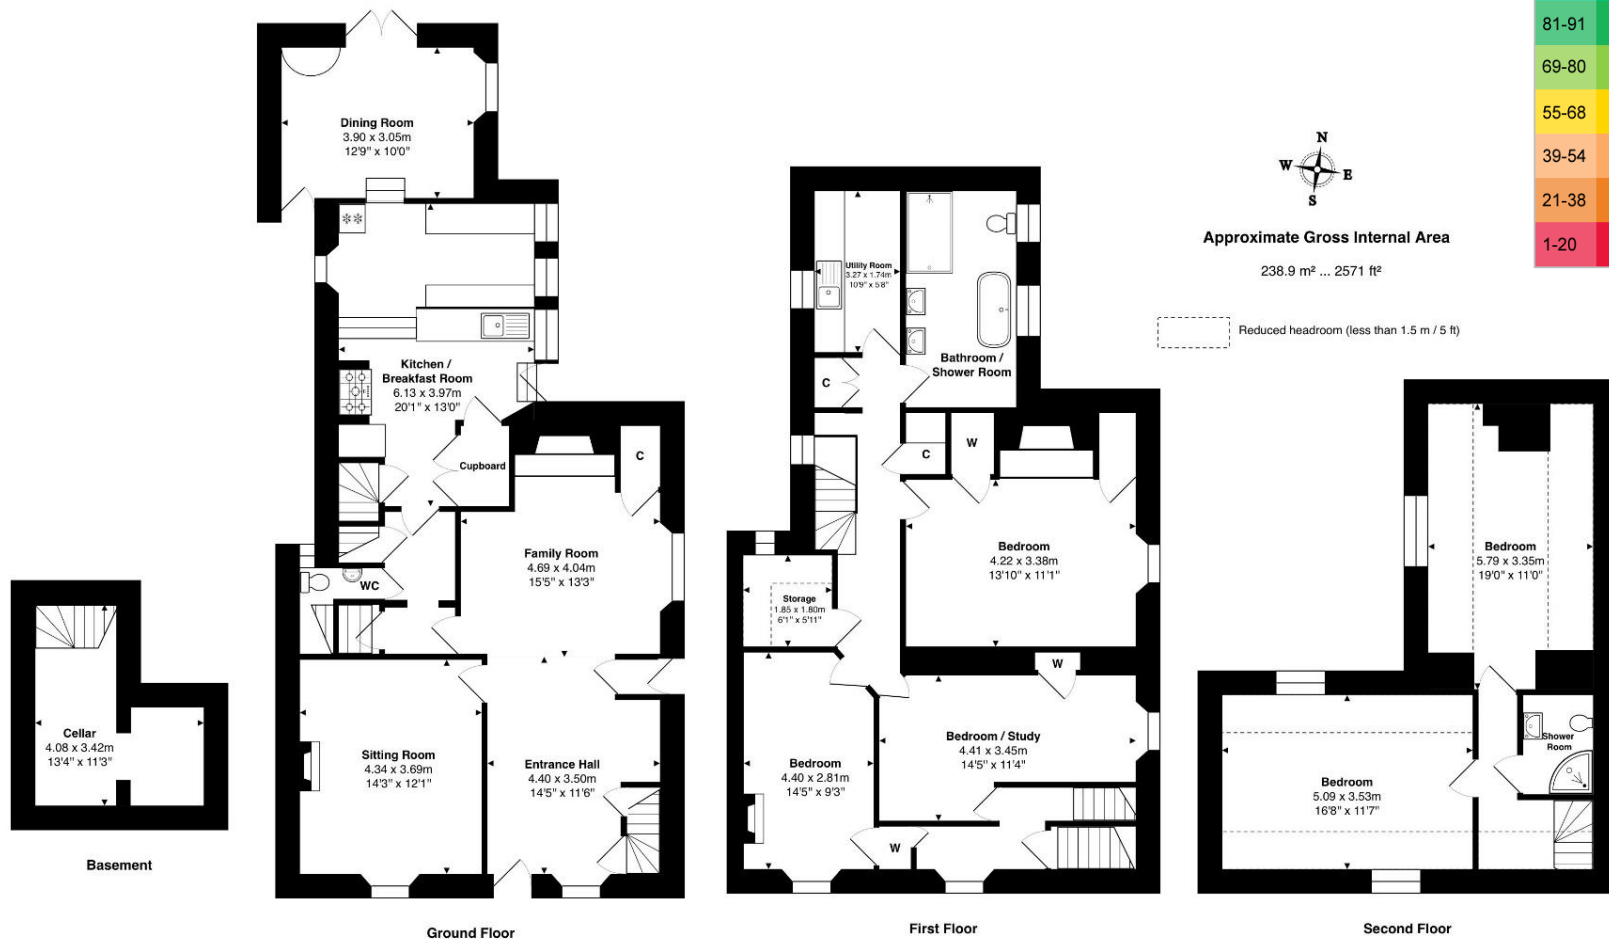 81-91
69-80
55-68
39-54
21-38
1-20
N
W
E
S
Approximate Gross Internal Area
238.9 m² ... 2571 ft²
Reduced headroom (less than 1.5 m / 5 ft)
Cellar
4.08 x 3.42m
13'4" x 11'3"
Basement
Dining Room
3.90 x 3.05m
12'9" x 10'0"
Kitchen /
Breakfast Room
6.13 x 3.97m
20'1" x 13'0"
Cupboard
C
WC
Family Room
4.69 x 4.04m
15'5" x 13'3"
Sitting Room
4.34 x 3.69m
14'3" x 12'1"
Entrance Hall
4.40 x 3.50m
14'5" x 11'6"
Ground Floor
Utility Room
3.27 x 1.74m
10'9" x 5'8"
Bathroom /
Shower Room
C
C
W
Bedroom
4.22 x 3.38m
13'10" x 11'1"
Storage
1.85 x 1.80m
6'1" x 5'11"
W
Bedroom / Study
4.41 x 3.45m
14'5" x 11'4"
Bedroom
4.40 x 2.81m
14'5" x 9'3"
W
First Floor
Bedroom
5.79 x 3.35m
19'0" x 11'0"
Shower
Room
Bedroom
5.09 x 3.53m
16'8" x 11'7"
Second Floor